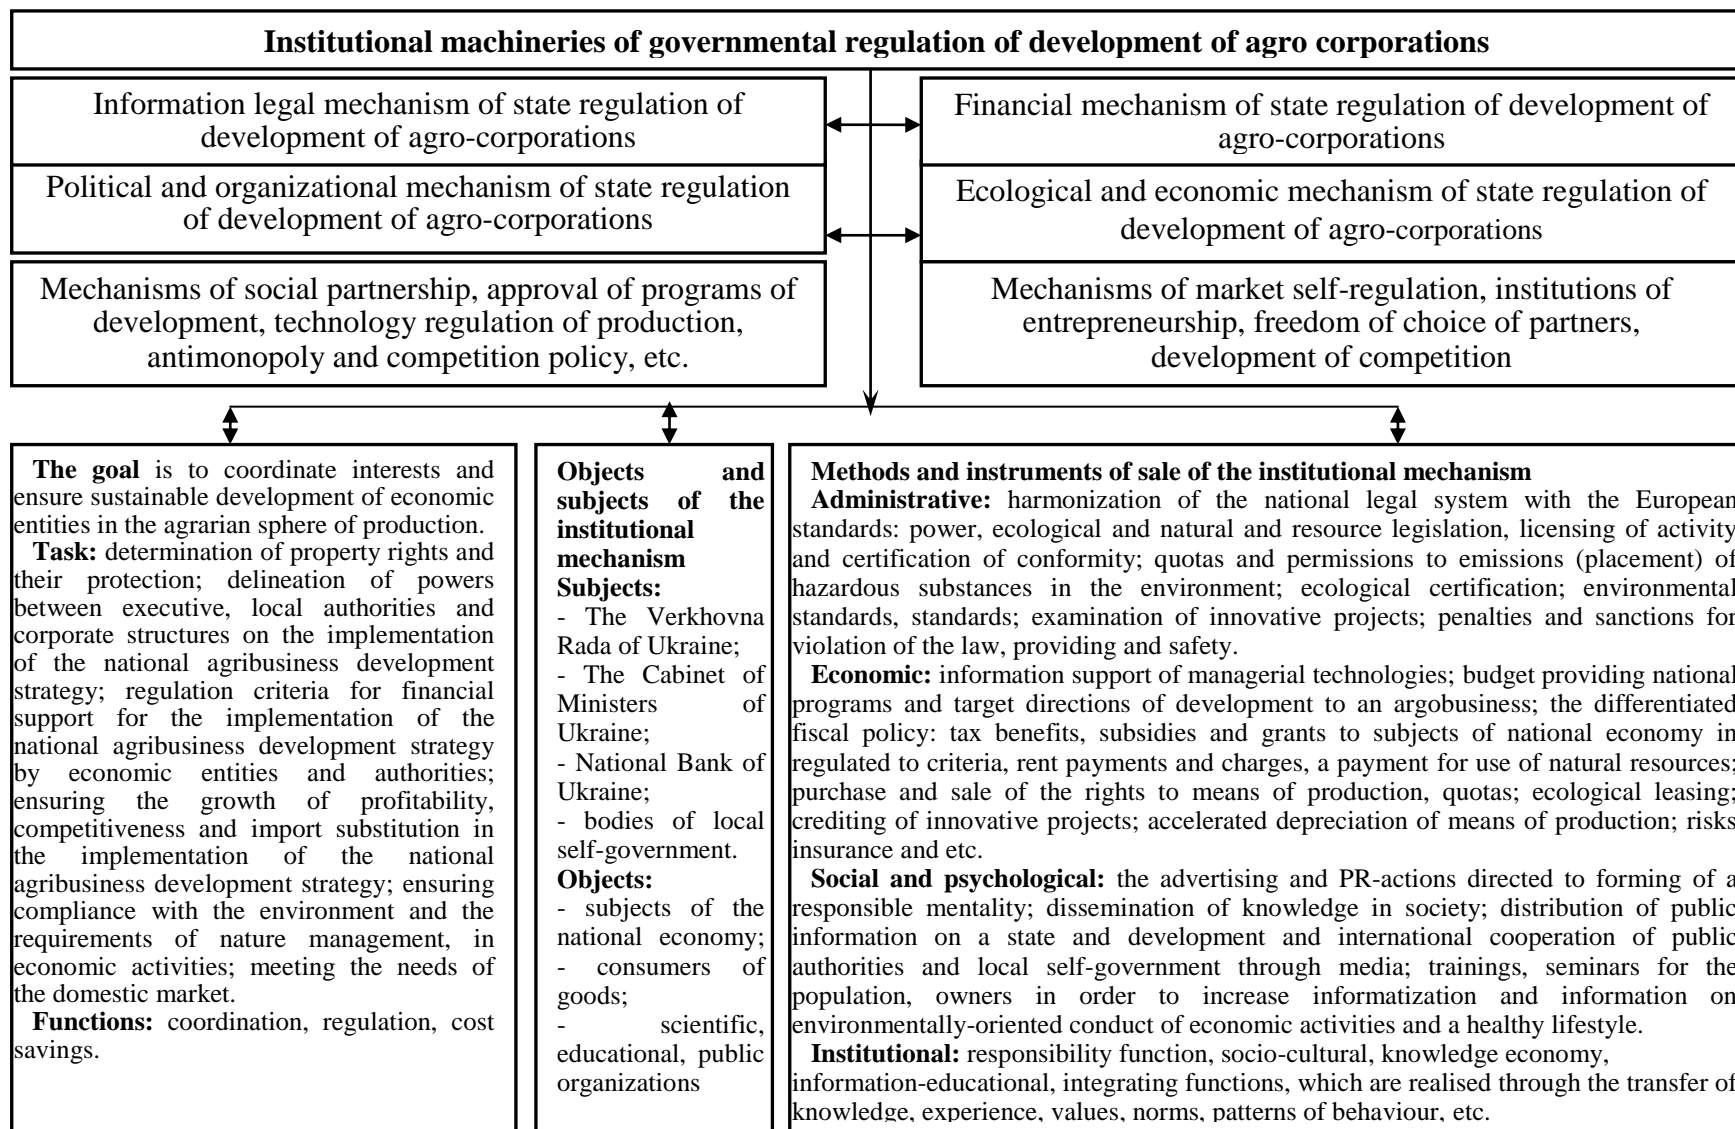 Institutional machineries of governmental regulation of development of agro corporations
Information legal mechanism of state regulation of
development of agro-corporations
Financial mechanism of state regulation of development of
agro-corporations
Political and organizational mechanism of state regulation
of development of agro-corporations
Ecological and economic mechanism of state regulation of
development of agro-corporations
Mechanisms of social partnership, approval of programs of
development, technology regulation of production,
antimonopoly and competition policy, etc.
Mechanisms of market self-regulation, institutions of
entrepreneurship, freedom of choice of partners,
development of competition
The goal is to coordinate interests and
ensure sustainable development of economic
entities in the agrarian sphere of production.
Task: determination of property rights and
their protection; delineation of powers
between executive, local authorities and
corporate structures on the implementation
of the national agribusiness development
strategy; regulation criteria for financial
support for the implementation of the
national agribusiness development strategy
by economic entities and authorities;
ensuring the growth of profitability,
competitiveness and import substitution in
the implementation of the national
agribusiness development strategy; ensuring
compliance with the environment and the
requirements of nature management, in
economic activities; meeting the needs of
the domestic market.
Functions: coordination, regulation, cost
savings.
Objects and
subjects of the
institutional
mechanism
Subjects:
- The Verkhovna
Rada of Ukraine;
- The Cabinet of
Ministers of
Ukraine;
- National Bank of
Ukraine;
- bodies of local
self-government.
Objects:
- subjects of the
national economy;
- consumers of
goods;
- scientific,
educational, public
organizations
Methods and instruments of sale of the institutional mechanism
Administrative: harmonization of the national legal system with the European
standards: power, ecological and natural and resource legislation, licensing of activity
and certification of conformity; quotas and permissions to emissions (placement) of
hazardous substances in the environment; ecological certification; environmental
standards, standards; examination of innovative projects; penalties and sanctions for
violation of the law, providing and safety.
Economic: information support of managerial technologies; budget providing national
programs and target directions of development to an argobusiness; the differentiated
fiscal policy: tax benefits, subsidies and grants to subjects of national economy in
regulated to criteria, rent payments and charges, a payment for use of natural resources;
purchase and sale of the rights to means of production, quotas; ecological leasing;
crediting of innovative projects; accelerated depreciation of means of production; risks
insurance and etc.
Social and psychological: the advertising and PR-actions directed to forming of a
responsible mentality; dissemination of knowledge in society; distribution of public
information on a state and development and international cooperation of public
authorities and local self-government through media; trainings, seminars for the
population, owners in order to increase informatization and information on
environmentally-oriented conduct of economic activities and a healthy lifestyle.
Institutional: responsibility function, socio-cultural, knowledge economy,
information-educational, integrating functions, which are realised through the transfer of
knowledge, experience, values, norms, patterns of behaviour, etc.